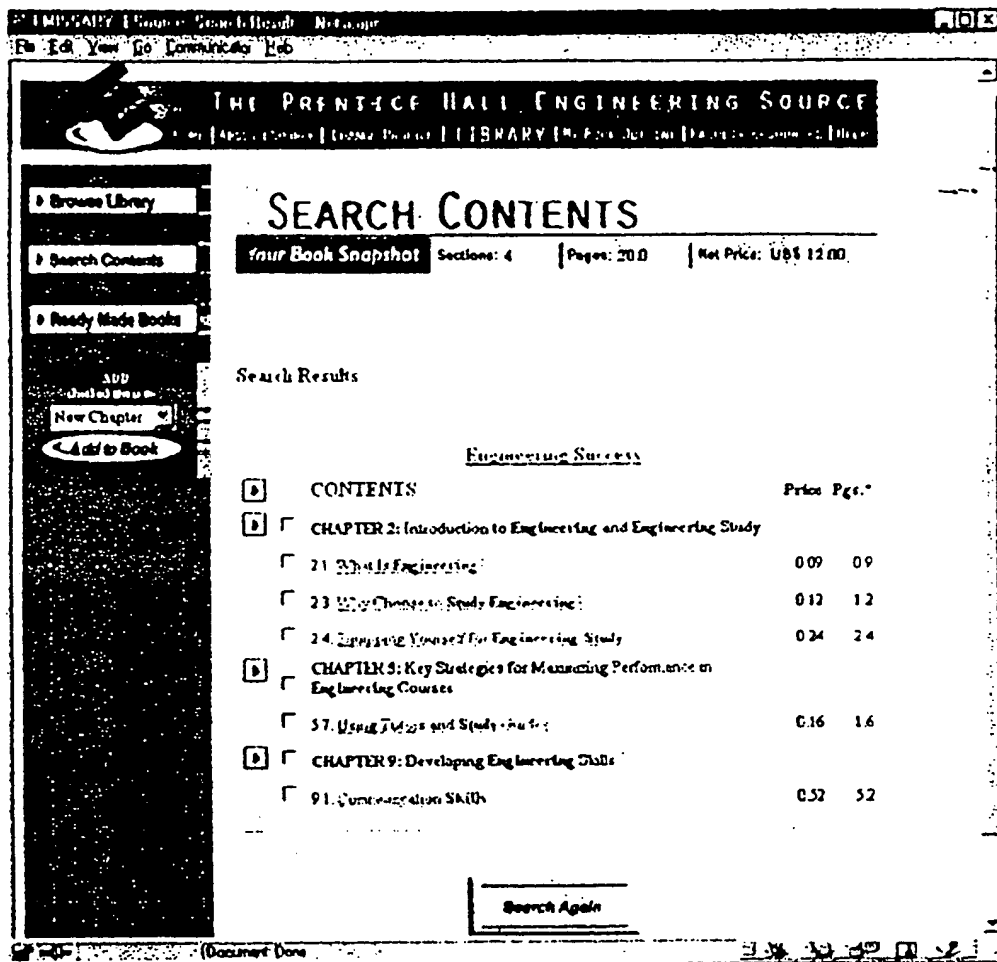 File Edit View Go Communicator Help
THE PRENTICE HALL ENGINEERING SOURCE
LIBRARY
Browse Library
Search Contents
Ready Made Books
ADD
New Chapter
Add to Book
SEARCH CONTENTS
Your Book Snapshot Sections: 4 Pages: 20.0 Net Price: US$ 12.00
Search Results
Engineering Success
CONTENTS Price Pgs.*
CHAPTER 2: Introduction to Engineering and Engineering Study
2.1. What Is Engineering? 0.09 0.9
2.3. Why Choose to Study Engineering? 0.12 1.2
2.4. Yourself for Engineering Study 0.24 2.4
CHAPTER 5: Key Strategies for Maximizing Performance in
Engineering Courses
5.7. Using Tutors and Study 0.16 1.6
CHAPTER 9: Developing Engineering Skills
9.1. Communication Skills 0.52 5.2
Search Again
Document: Done